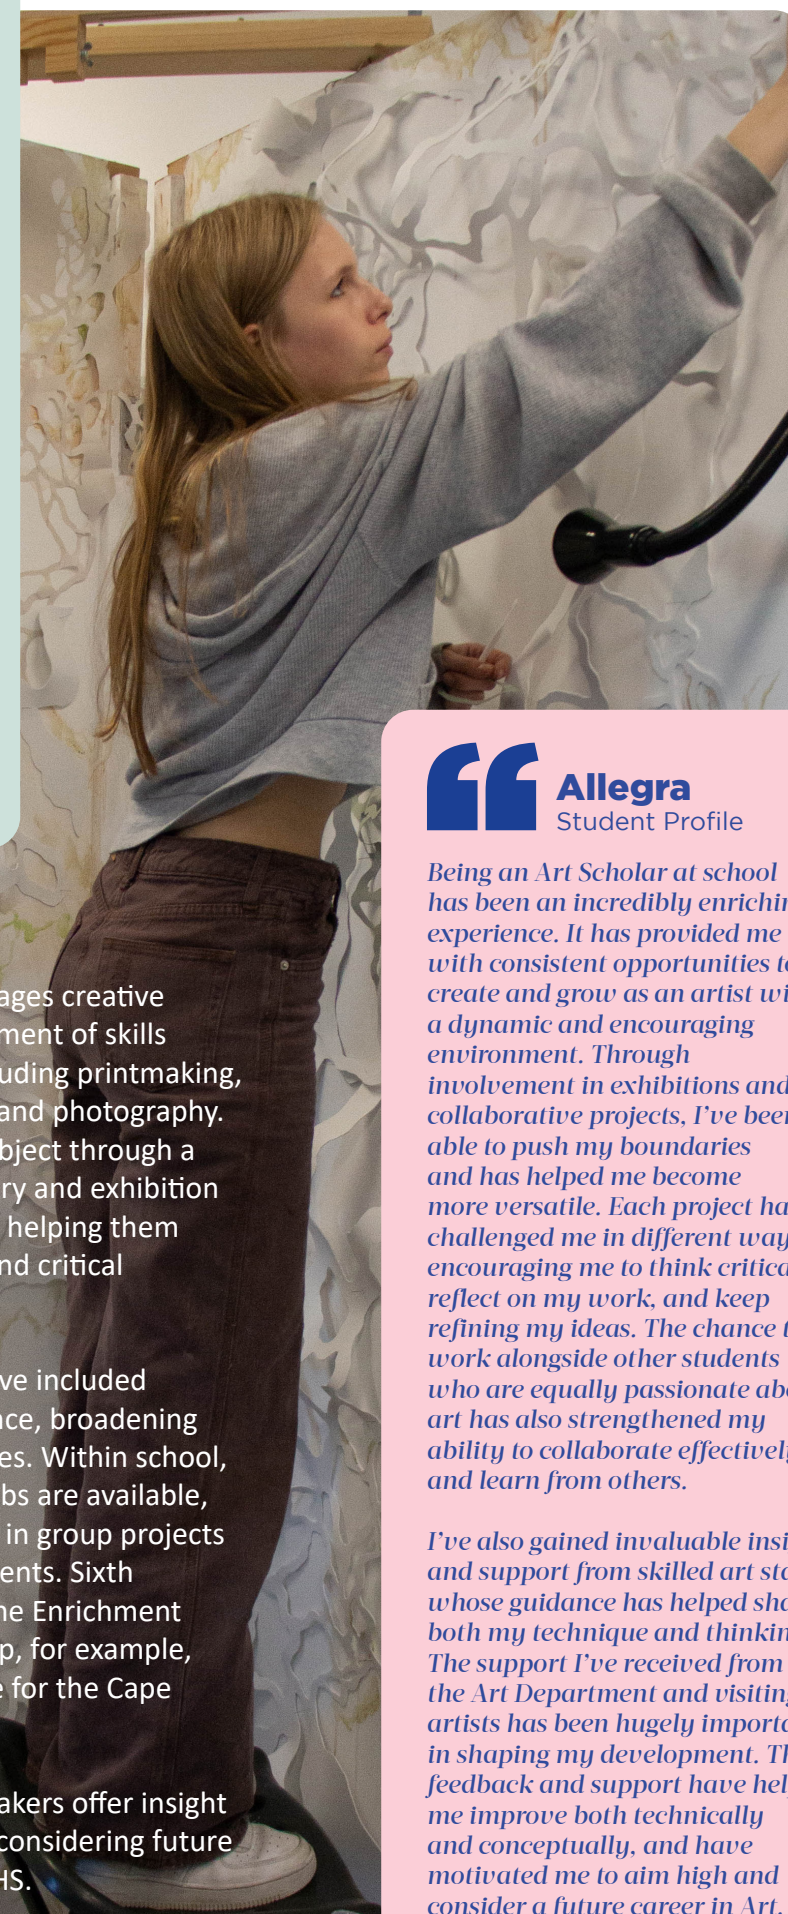 ages creative
ment of skills
uding printmaking,
and photography.
bject through a
ry and exhibition
helping them
nd critical
ve included
nce, broadening
es. Within school,
bs are available,
in group projects
ents. Sixth
ne Enrichment
p, for example,
e for the Cape
akers offer insight
considering future
HS.
Allegra
Student Profile
Being an Art Scholar at school
has been an incredibly enrichin
experience. It has provided me
with consistent opportunities to
create and grow as an artist wi
a dynamic and encouraging
environment. Through
involvement in exhibitions and
collaborative projects, I've been
able to push my boundaries
and has helped me become
more versatile. Each project ha
challenged me in different way
encouraging me to think critica
reflect on my work, and keep
refining my ideas. The chance t
work alongside other students
who are equally passionate abo
art has also strengthened my
ability to collaborate effectively
and learn from others.
I've also gained invaluable insi
and support from skilled art sta
whose guidance has helped sha
both my technique and thinkin
The support I've received from
the Art Department and visiting
artists has been hugely importa
in shaping my development. Th
feedback and support have help
me improve both technically
and conceptually, and have
motivated me to aim high and
consider a future career in Art.